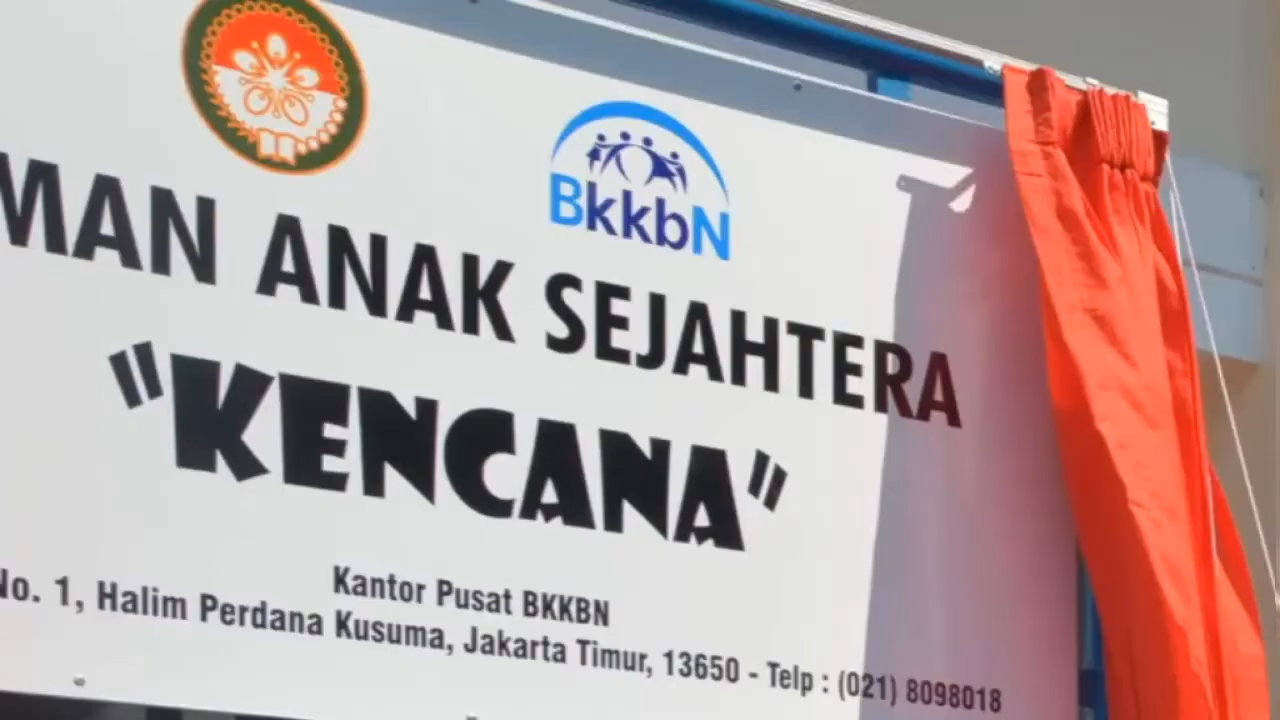 BkkbN
MAN ANAK SEJAHTERA
"KENCANA"
Kantor Pusat BKKBN
No. 1, Halim Perdana Kusuma, Jakarta Timur, 13650 - Telp : (021) 8098018